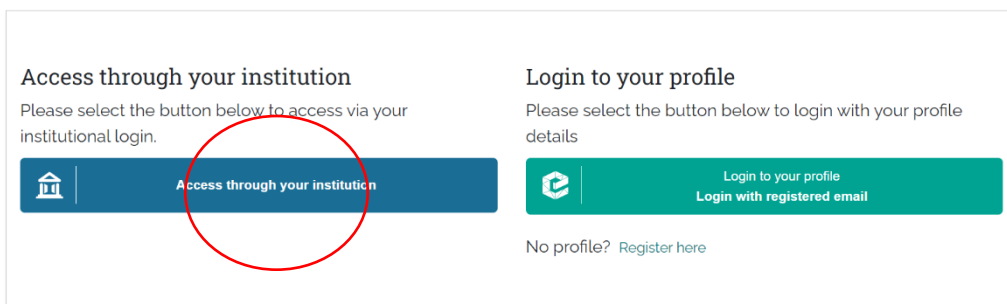 Access through your institution
Please select the button below to access via your
institutional login.
Access through your institution
Login to your profile
Please select the button below to login with your profile
details
Login to your profile
Login with registered email
No profile? Register here